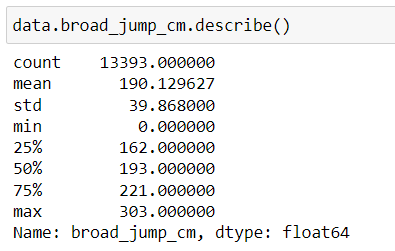 data.broad_jump_cm.describe()
count    13393.000000
mean       190.129627
std         39.868000
min          0.000000
25%        162.000000
50%        193.000000
75%        221.000000
max        303.000000
Name: broad_jump_cm, dtype: float64